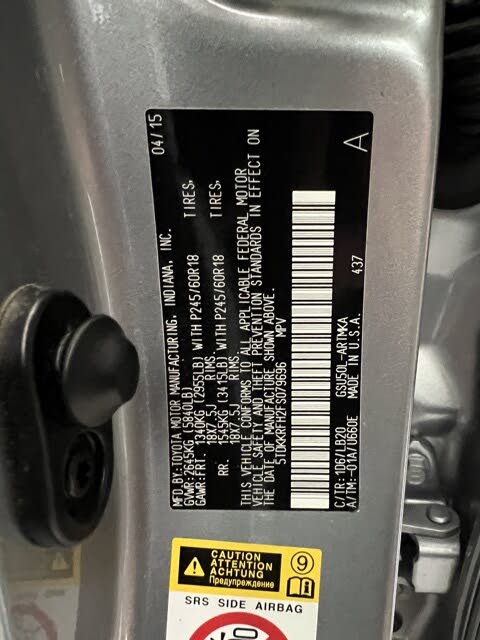 MFD.BY:TOYOTA MOTOR MANUFACTURING, INDIANA, INC. 04/15
GVWR:2645KG (5840LB)
GAWR:FRT. 1340KG (2955LB) WITH P245/60R18 TIRES,
18X7.5J RIMS,
RR. 1545KG (3415LB) WITH P245/60R18 TIRES,
18X7.5J RIMS.
THIS VEHICLE CONFORMS TO ALL APPLICABLE FEDERAL MOTOR
VEHICLE SAFETY AND THEFT PREVENTION STANDARDS IN EFFECT ON
THE DATE OF MANUFACTURE SHOWN ABOVE.
5TDKKRFH2FS079696 MPV
A
437
C/TR:1D6/LB20 GSU50L-ARTMKA
A/TM:-01A/U660E MADE IN U.S.A.
CAUTION
ATTENTION
ACHTUNG
Предупреждение
9
SRS SIDE AIRBAG